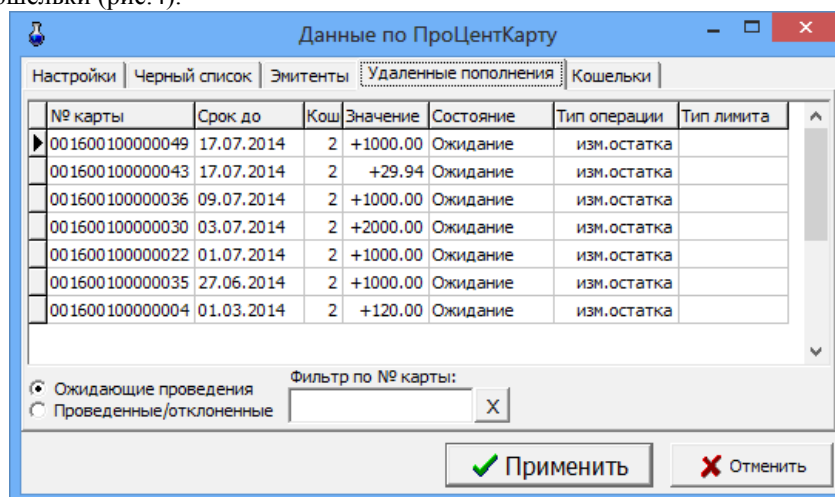 ошельки (рис.4).
Данные по ПроЦентКарту
Настройки Черный список Эмитенты Удаленные пополнения Кошельки
№ карты Срок до Кош Значение Состояние Тип операции Тип лимита
001600100000049 17.07.2014 2 +1000.00 Ожидание изм.остатка
001600100000043 17.07.2014 2 +29.94 Ожидание изм.остатка
001600100000036 09.07.2014 2 +1000.00 Ожидание изм.остатка
001600100000030 03.07.2014 2 +2000.00 Ожидание изм.остатка
001600100000022 01.07.2014 2 +1000.00 Ожидание изм.остатка
001600100000035 27.06.2014 2 +1000.00 Ожидание изм.остатка
001600100000004 01.03.2014 2 +120.00 Ожидание изм.остатка
Фильтр по № карты:
Ожидающие проведения
Проведенные/отклоненные X
Применить Отменить